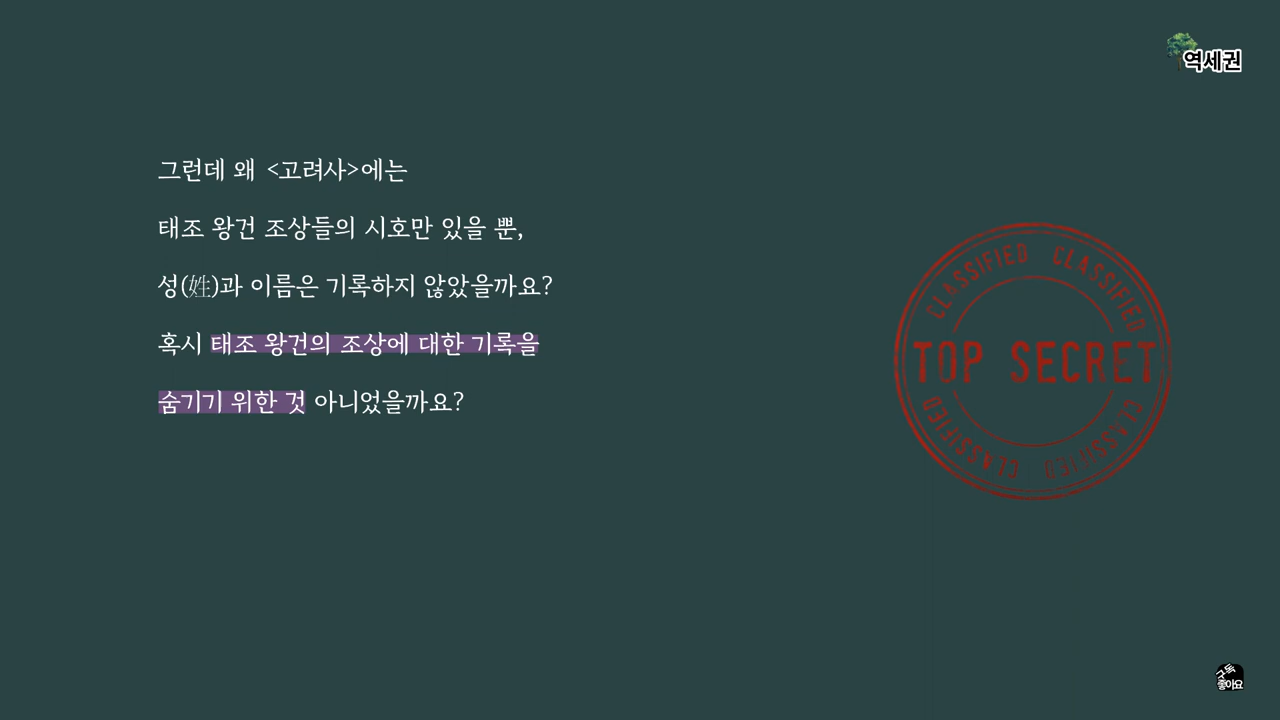 역세권
그런데 왜 <고려사>에는
태조 왕건 조상들의 시호만 있을 뿐,
성(姓)과 이름은 기록하지 않았을까요?
혹시 태조 왕건의 조상에 대한 기록을
숨기기 위한 것 아니었을까요?
CLASSIFIED CLASSIFIED
TOP SECRET
CLASSIFIED CLASSIFIED
구독
좋아요